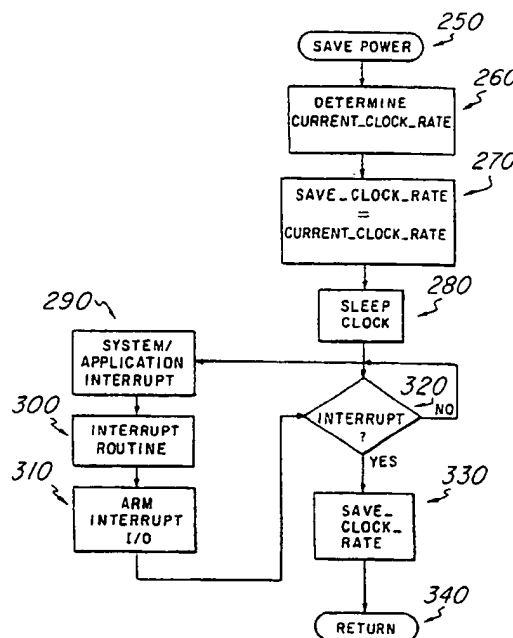 SAVE POWER
250
DETERMINE
CURRENT_CLOCK_RATE
260
SAVE_CLOCK_RATE
=
CURRENT_CLOCK_RATE
270
SLEEP
CLOCK
280
290
SYSTEM/
APPLICATION
INTERRUPT
300
INTERRUPT
ROUTINE
310
ARM
INTERRUPT
I/O
320
INTERRUPT
?
NO
YES
330
SAVE_
CLOCK_
RATE
RETURN
340